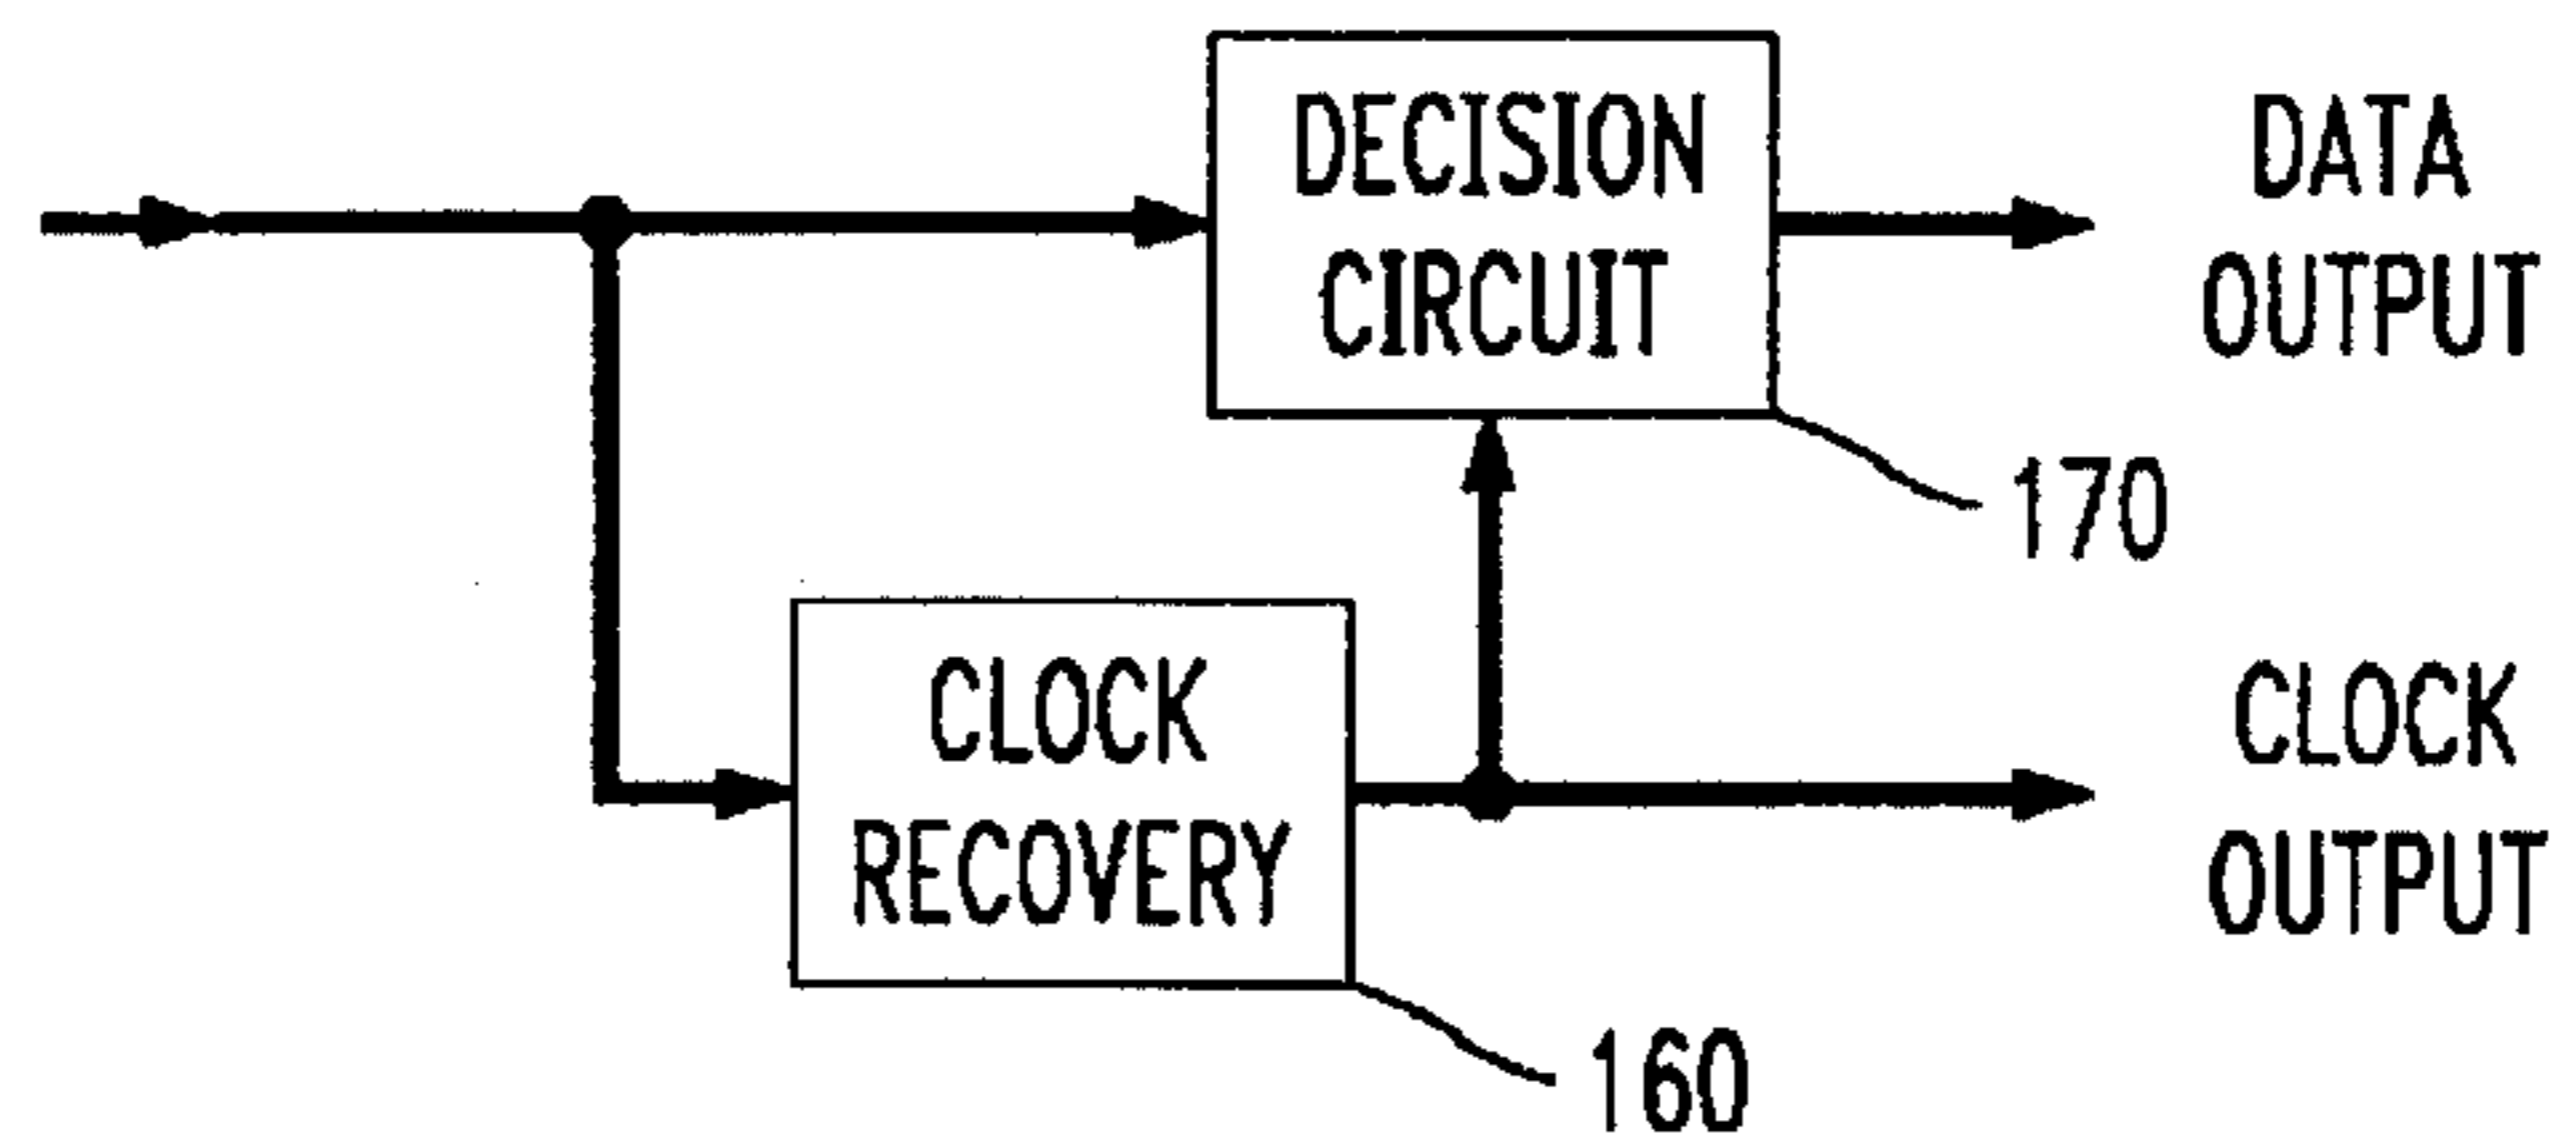 DECISION
CIRCUIT
DATA
OUTPUT
170
CLOCK
RECOVERY
CLOCK
OUTPUT
160